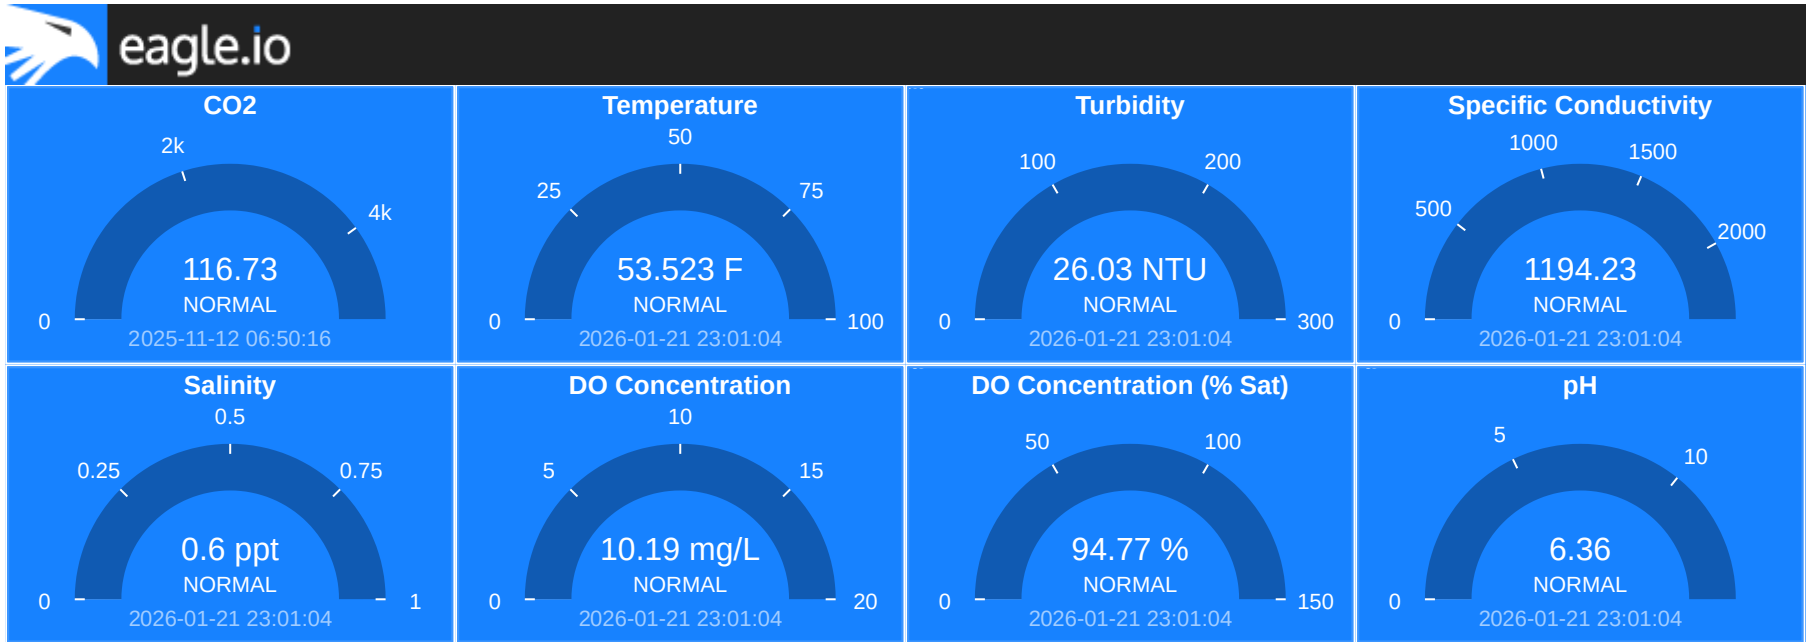 eagle.io
CO2
2k
4k
0
116.73
NORMAL
2025-11-12 06:50:16
Temperature
50
25
75
0
100
53.523 F
NORMAL
2026-01-21 23:01:04
Turbidity
100
200
0
300
26.03 NTU
NORMAL
2026-01-21 23:01:04
Specific Conductivity
1000
1500
500
2000
0
1194.23
NORMAL
2026-01-21 23:01:04
Salinity
0.5
0.25
0.75
0
1
0.6 ppt
NORMAL
2026-01-21 23:01:04
DO Concentration
10
5
15
0
20
10.19 mg/L
NORMAL
2026-01-21 23:01:04
DO Concentration (% Sat)
50
100
0
150
94.77 %
NORMAL
2026-01-21 23:01:04
pH
5
10
0
6.36
NORMAL
2026-01-21 23:01:04